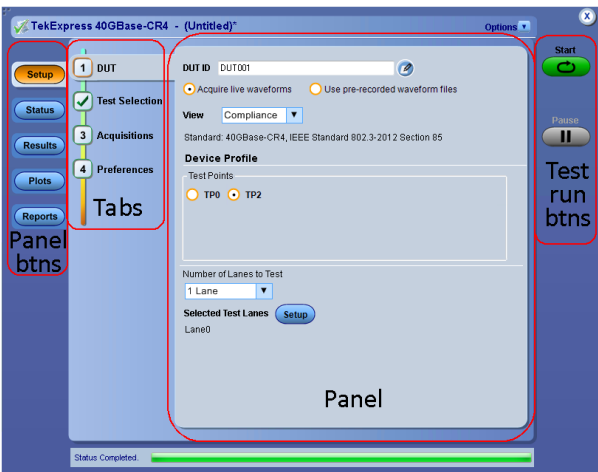 TekExpress 40GBase-CR4 - (Untitled)*
Options
x
Start
Setup
Status
Results
Plots
Reports
Panel
btns
1 DUT
Test Selection
3 Acquisitions
4 Preferences
Tabs
DUT ID DUT001
Acquire live waveforms Use pre-recorded waveform files
View Compliance
Standard: 40GBase-CR4, IEEE Standard 802.3-2012 Section 85
Device Profile
Test Points
TP0 TP2
Number of Lanes to Test
1 Lane
Selected Test Lanes Setup
Lane0
Panel
Pause
Test
run
btns
Status Completed.